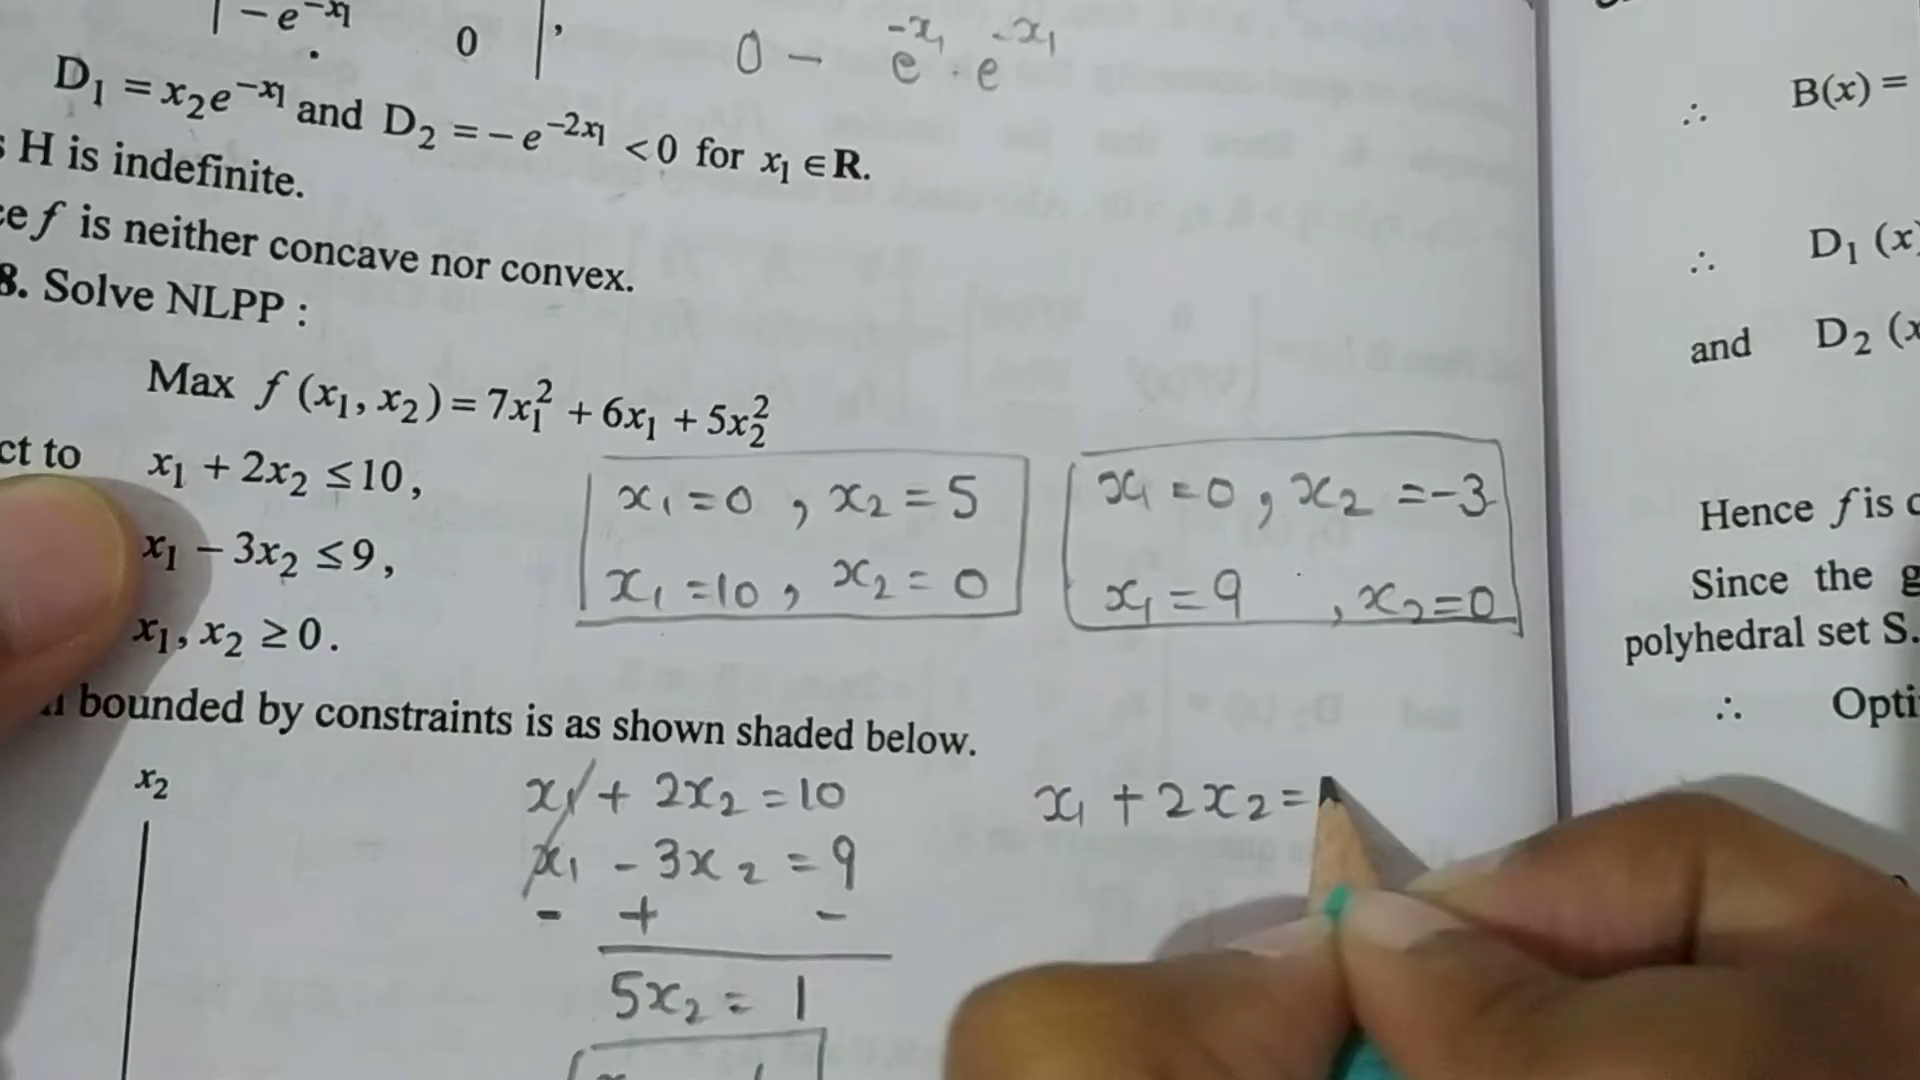 −e^−x₁ 0 ,
0 − e^−x₁ . e^−x₁
D₁ = x₂e^−x₁ and D₂ = − e^−2x₁ < 0 for x₁ ∈ R.
H is indefinite.
f is neither concave nor convex.
8. Solve NLPP :
Max f (x₁, x₂) = 7x₁² + 6x₁ + 5x₂²
ct to x₁ + 2x₂ ≤ 10 ,
x₁ − 3x₂ ≤ 9 ,
x₁, x₂ ≥ 0 .
x₁ = 0 , x₂ = 5
x₁ = 10 , x₂ = 0
x₁ = 0 , x₂ = −3
x₁ = 9 , x₂ = 0
bounded by constraints is as shown shaded below.
x₂
x₁ + 2x₂ = 10
x₁ − 3x₂ = 9
− + −
5x₂ = 1
x₁ + 2x₂ =
∴ B(x) =
∴ D₁ (x)
and D₂ (x
Hence f is c
Since the g
polyhedral set S.
∴ Opti